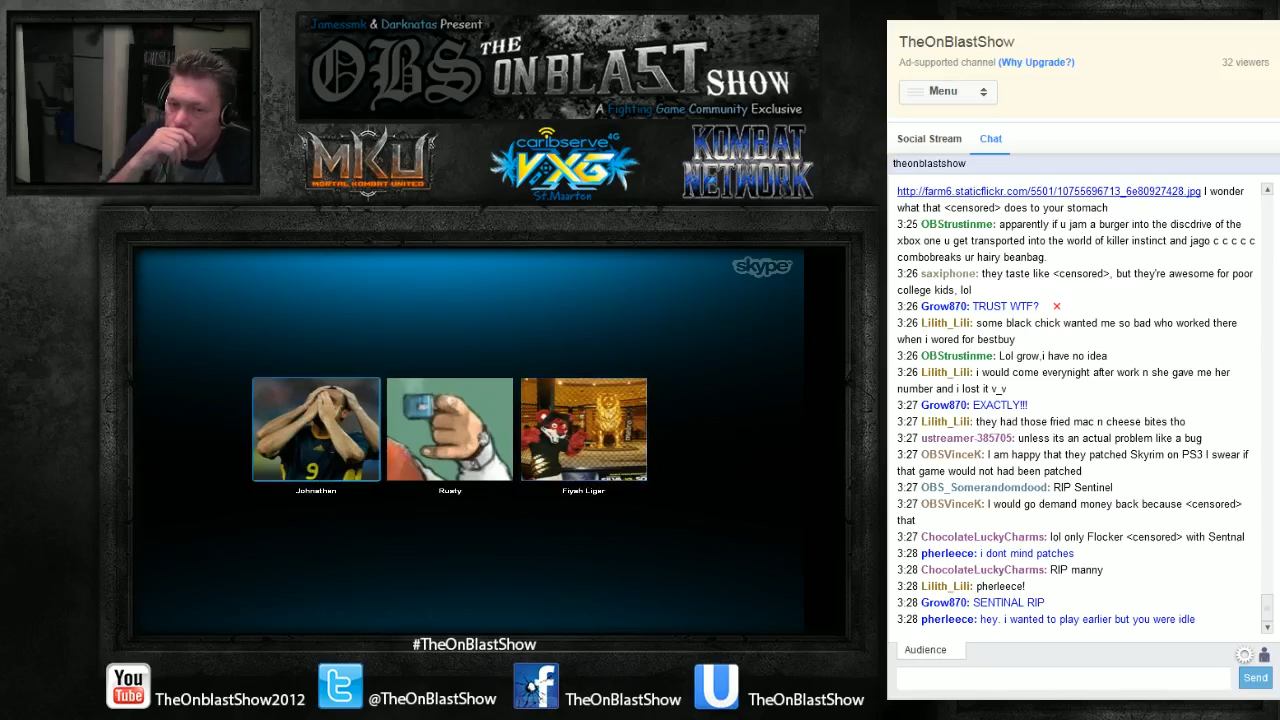 Jamessmk & Darknatas Present
OBS THE ON BLAST SHOW
A Fighting Game Community Exclusive
MKU
MORTAL KOMBAT UNITED
caribserve 4G
VXG
St.Maarten
KOMBAT
NETWORK
skype
9
Johnathan
Rusty
Fiyah Liger
#TheOnBlastShow
You
Tube
TheOnblastShow2012
@TheOnBlastShow
TheOnBlastShow
TheOnBlastShow
TheOnBlastShow
Ad-supported channel (Why Upgrade?)
32 viewers
Menu
Social Stream
Chat
theonblastshow
http://farm6.staticflickr.com/5501/10755696713_6e80927428.jpg I wonder
what that <censored> does to your stomach
3:25 OBStrustinme: apparently if u jam a burger into the discdrive of the
xbox one u get transported into the world of killer instinct and jago c c c c c
combobreaks ur hairy beanbag.
3:26 saxiphone: they taste like <censored>, but they're awesome for poor
college kids, lol
3:26 Grow870: TRUST WTF?
3:26 Lilith_Lili: some black chick wanted me so bad who worked there
when i wored for bestbuy
3:26 OBStrustinme: Lol grow,i have no idea
3:26 Lilith_Lili: i would come everynight after work n she gave me her
number and i lost it v_v
3:27 Grow870: EXACTLY!!!
3:27 Lilith_Lili: they had those fried mac n cheese bites tho
3:27 ustreamer-385705: unless its an actual problem like a bug
3:27 OBSVinceK: I am happy that they patched Skyrim on PS3 I swear if
that game would not had been patched
3:27 OBS_Somerandomdood: RIP Sentinel
3:27 OBSVinceK: I would go demand money back because <censored>
that
3:27 ChocolateLuckyCharms: lol only Flocker <censored> with Sentnal
3:28 pherleece: i dont mind patches
3:28 ChocolateLuckyCharms: RIP manny
3:28 Lilith_Lili: pherleece!
3:28 Grow870: SENTINAL RIP
3:28 pherleece: hey. i wanted to play earlier but you were idle
Audience
Send